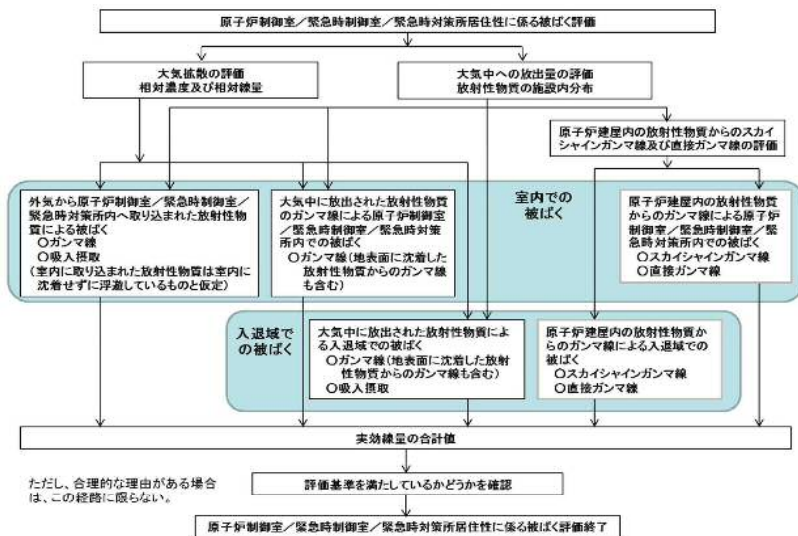 原子炉制御室／緊急時制御室／緊急時対策所居住性に係る被ばく評価
大気拡散の評価
相対濃度及び相対線量
大気中への放出量の評価
放射性物質の施設内分布
原子炉建屋内の放射性物質からのスカイ
シャインガンマ線及び直接ガンマ線の評価
室内での
被ばく
外気から原子炉制御室／緊急時制御室／
緊急時対策所内へ取り込まれた放射性物
質による被ばく
○ガンマ線
○吸入摂取
(室内に取り込まれた放射性物質は室内に
沈着せずに浮遊しているものと仮定)
大気中に放出された放射性物質
のガンマ線による原子炉制御室
／緊急時制御室／緊急時対策
所内での被ばく
○ガンマ線(地表面に沈着した
放射性物質からのガンマ線
も含む)
原子炉建屋内の放射性物質
からのガンマ線による原子炉
制御室／緊急時制御室／緊
急時対策所内での被ばく
○スカイシャインガンマ線
○直接ガンマ線
入退域で
の被ばく
大気中に放出された放射性物質によ
る入退域での被ばく
○ガンマ線(地表面に沈着した放射
性物質からのガンマ線も含む)
○吸入摂取
原子炉建屋内の放射性物質か
らのガンマ線による入退域での
被ばく
○スカイシャインガンマ線
○直接ガンマ線
実効線量の合計値
ただし、合理的な理由がある場合
は、この経路に限らない。
評価基準を満たしているかどうかを確認
原子炉制御室／緊急時制御室／緊急時対策所居住性に係る被ばく評価終了